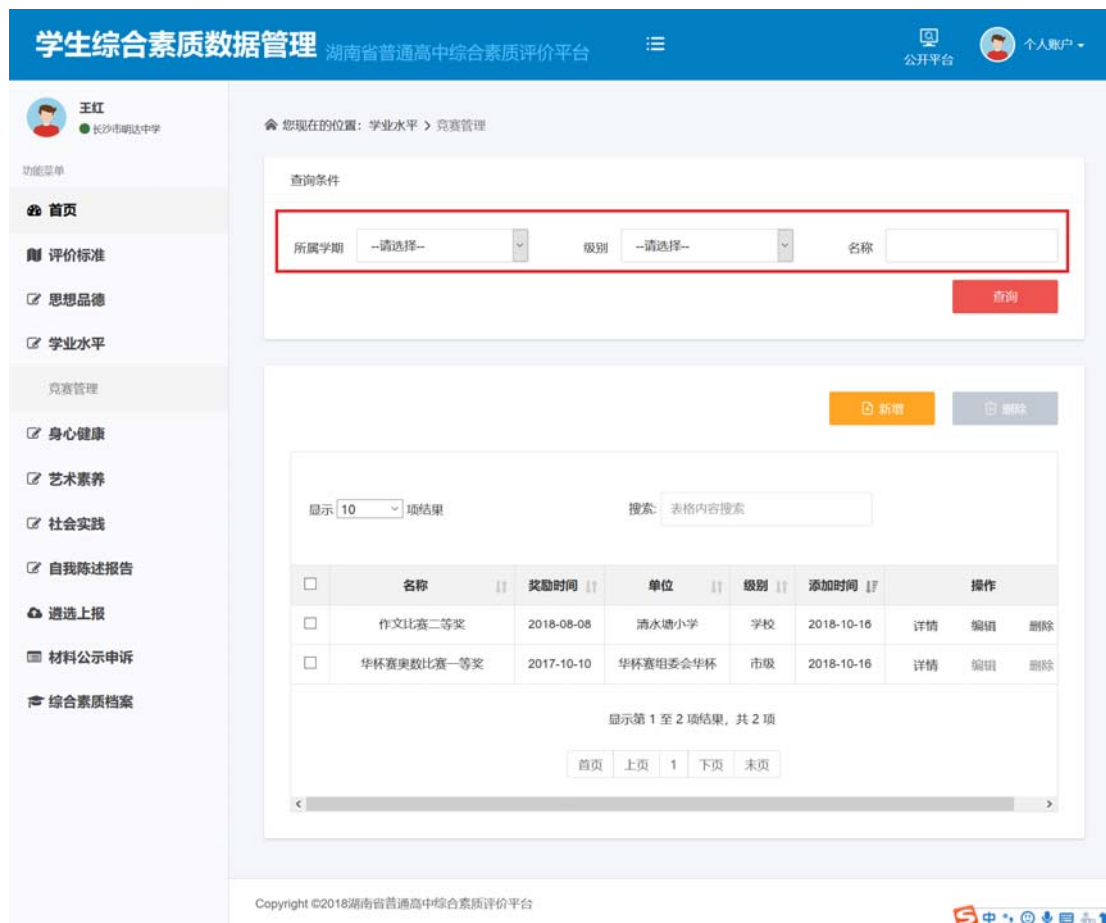 学生综合素质数据管理 湖南省普通高中综合素质评价平台 公开平台 个人账户
王红
长沙市明达中学
功能菜单
首页
评价标准
思想品德
学业水平
竞赛管理
身心健康
艺术素养
社会实践
自我陈述报告
遴选上报
材料公示申诉
综合素质档案
您现在的位置：学业水平 > 竞赛管理
查询条件
所属学期 --请选择-- 级别 --请选择-- 名称
查询
新增 删除
显示 10 项结果 搜索: 表格内容搜索
名称 奖励时间 单位 级别 添加时间 操作
作文比赛二等奖 2018-08-08 清水塘小学 学校 2018-10-16 详情 编辑 删除
华杯赛奥数比赛一等奖 2017-10-10 华杯赛组委会华杯 市级 2018-10-16 详情 编辑 删除
显示第 1 至 2 项结果，共 2 项
首页 上页 1 下页 末页
Copyright ©2018湖南省普通高中综合素质评价平台
中